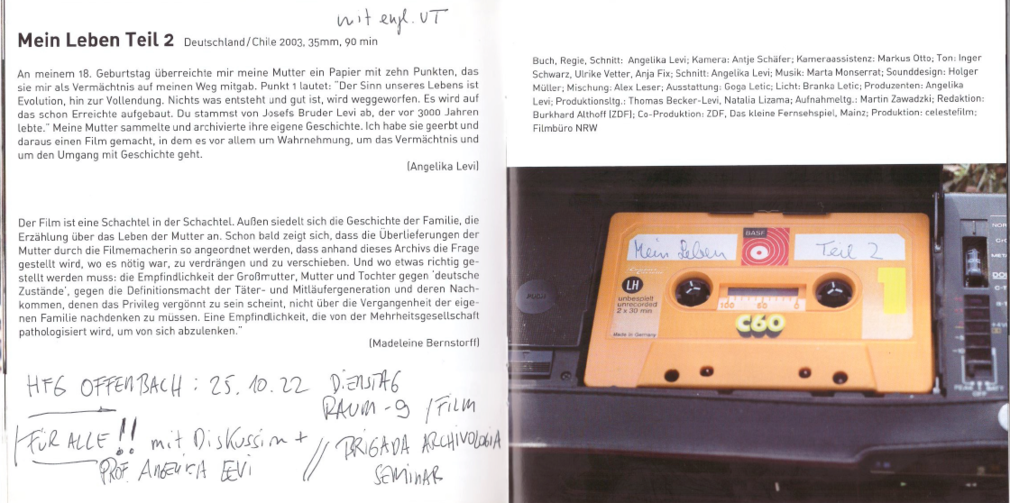 mit engl. UT
Mein Leben Teil 2 Deutschland/Chile 2003, 35mm, 90 min
An meinem 18. Geburtstag überreichte mir meine Mutter ein Papier mit zehn Punkten, das
sie mir als Vermächtnis auf meinen Weg mitgab. Punkt 1 lautet: "Der Sinn unseres Lebens ist
Evolution, hin zur Vollendung. Nichts was entsteht und gut ist, wird weggeworfen. Es wird auf
das schon Erreichte aufgebaut. Du stammst von Josefs Bruder Levi ab, der vor 3000 Jahren
lebte." Meine Mutter sammelte und archivierte ihre eigene Geschichte. Ich habe sie geerbt und
daraus einen Film gemacht, in dem es vor allem um Wahrnehmung, um das Vermächtnis und
um den Umgang mit Geschichte geht.
(Angelika Levi)
Der Film ist eine Schachtel in der Schachtel. Außen siedelt sich die Geschichte der Familie, die
Erzählung über das Leben der Mutter an. Schon bald zeigt sich, dass die Überlieferungen der
Mutter durch die Filmemacherin so angeordnet werden, dass anhand dieses Archivs die Frage
gestellt wird, wo es nötig war, zu verdrängen und zu verschieben. Und wo etwas richtig ge-
stellt werden muss: die Empfindlichkeit der Großmutter, Mutter und Tochter gegen 'deutsche
Zustände', gegen die Definitionsmacht der Täter- und Mitläufergeneration und deren Nach-
kommen, denen das Privileg vergönnt zu sein scheint, nicht über die Vergangenheit der eige-
nen Familie nachdenken zu müssen. Eine Empfindlichkeit, die von der Mehrheitsgesellschaft
pathologisiert wird, um von sich abzulenken."
(Madeleine Bernstorff)
HFG OFFENBACH : 25.10.22 DIENSTAG
RAUM-9 / FILM
FÜR ALLE!! mit Diskussion +
PROF. ANGELIKA LEVI
// BRIGADA ARCHIVOLOGIA
SEMINAR
Buch, Regie, Schnitt: Angelika Levi; Kamera: Antje Schäfer; Kameraassistenz: Markus Otto; Ton: Inger
Schwarz, Ulrike Vetter, Anja Fix; Schnitt: Angelika Levi; Musik: Marta Monserrat; Sounddesign: Holger
Müller; Mischung: Alex Leser; Ausstattung: Goga Letic; Licht: Branka Letic; Produzenten: Angelika
Levi; Produktionsltg.: Thomas Becker-Levi, Natalia Lizama; Aufnahmeltg.: Martin Zawadzki; Redaktion:
Burkhard Althoff (ZDF); Co-Produktion: ZDF, Das kleine Fernsehspiel, Mainz; Produktion: celestefilm;
Filmbüro NRW
BASF
Mein Leben Teil 2
LH
1
unbespielt
unrecorded
2 x 30 min
100 50 0
C60
Made in Germany
PEAK BATT
OFF